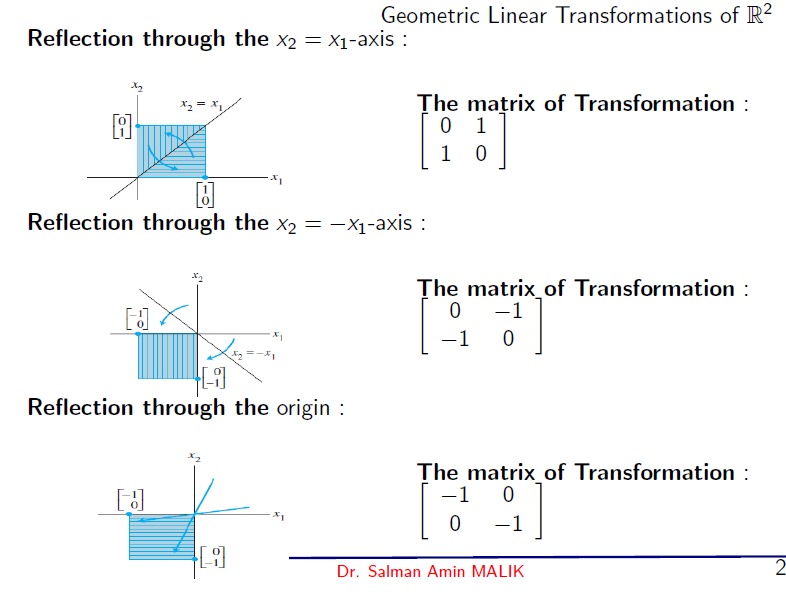 Geometric Linear Transformations of ℝ²
Reflection through the x₂ = x₁-axis :
x₂
x₂ = x₁
[0
1]
x₁
[1
0]
The matrix of Transformation :
[0 1
1 0]
Reflection through the x₂ = −x₁-axis :
x₂
[−1
0]
x₁
x₂ = −x₁
[0
−1]
The matrix of Transformation :
[0 −1
−1 0]
Reflection through the origin :
x₂
[−1
0]
x₁
[0
−1]
The matrix of Transformation :
[−1 0
0 −1]
Dr. Salman Amin MALIK
2